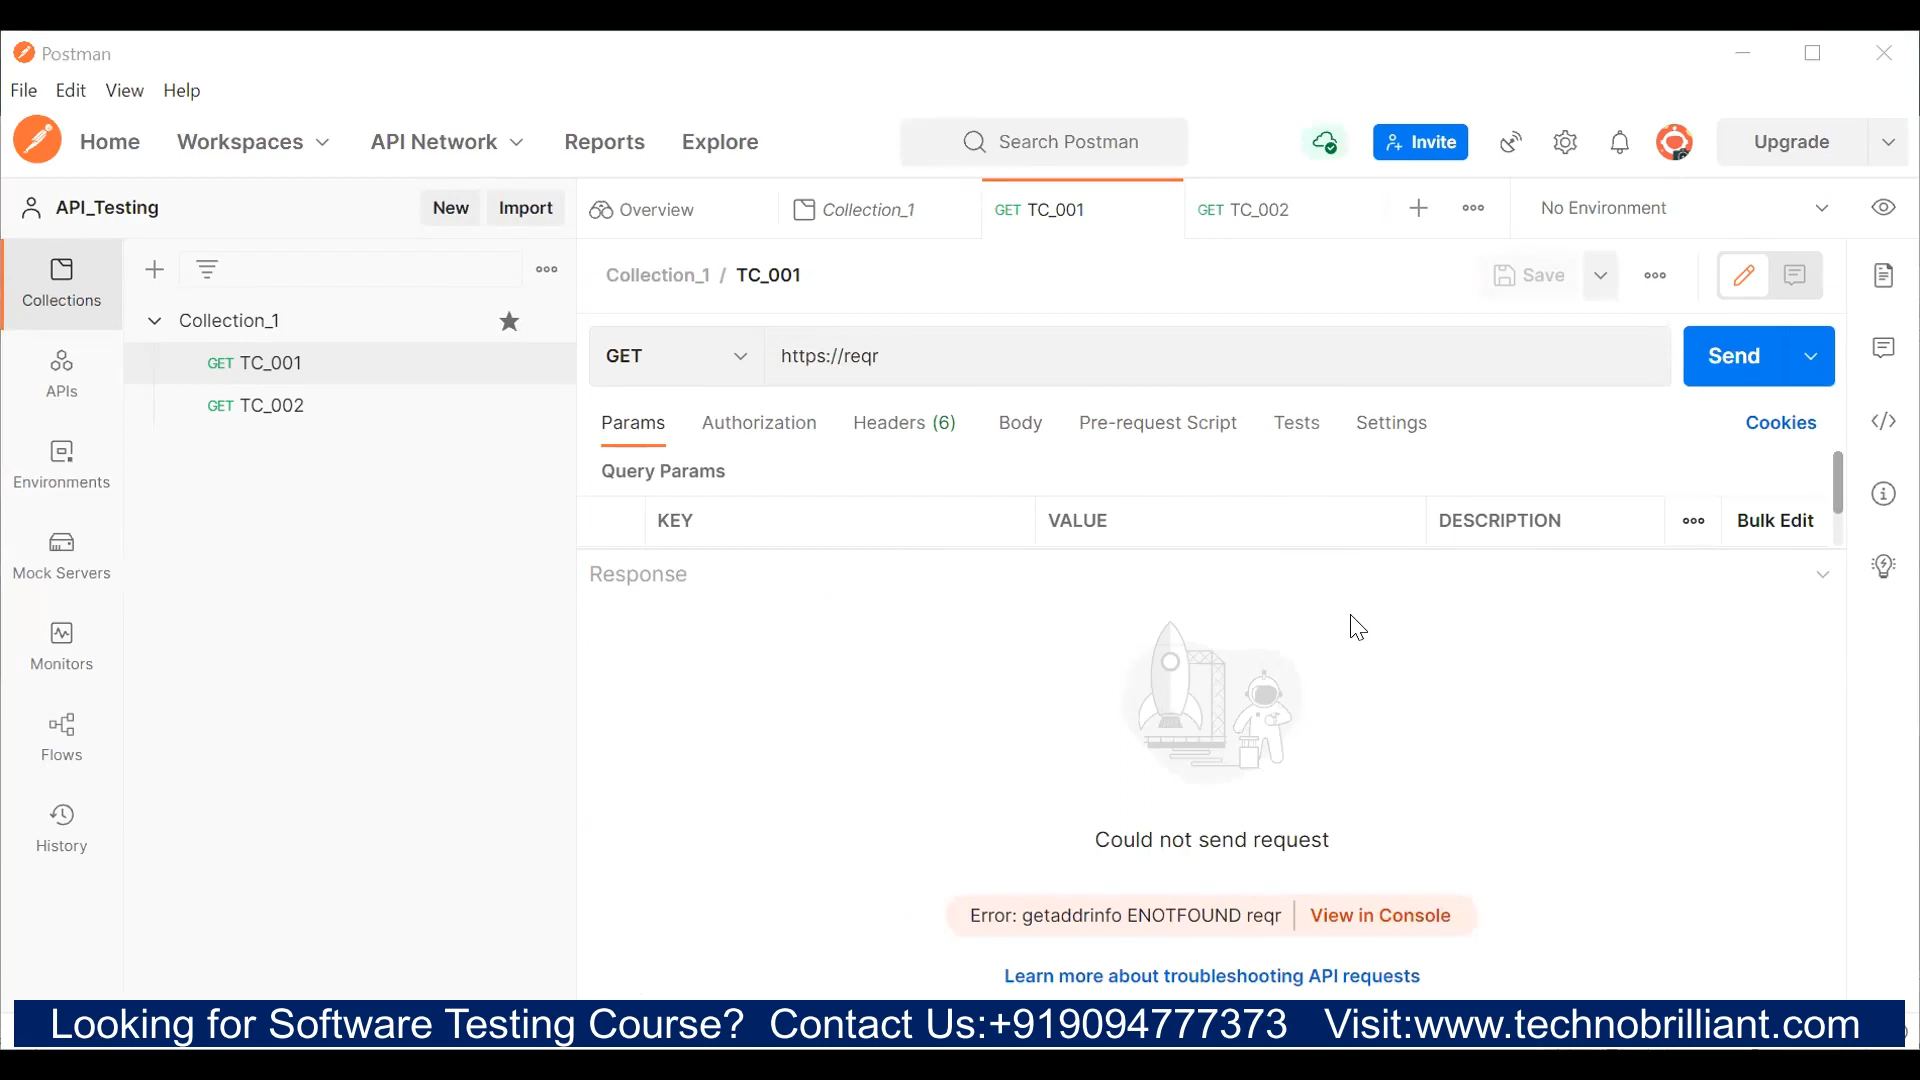 Postman
File Edit View Help
Home Workspaces API Network Reports Explore Search Postman Invite Upgrade
API_Testing New Import Overview Collection_1 GET TC_001 GET TC_002 No Environment
Collections
Collection_1 / TC_001 Save
Collection_1
GET TC_001
GET TC_002
APIs
Environments
Mock Servers
Monitors
Flows
History
GET https://reqr Send
Params Authorization Headers (6) Body Pre-request Script Tests Settings Cookies
Query Params
KEY VALUE DESCRIPTION Bulk Edit
Response
Could not send request
Error: getaddrinfo ENOTFOUND reqr View in Console
Learn more about troubleshooting API requests
Looking for Software Testing Course? Contact Us:+919094777373 Visit:www.technobrilliant.com